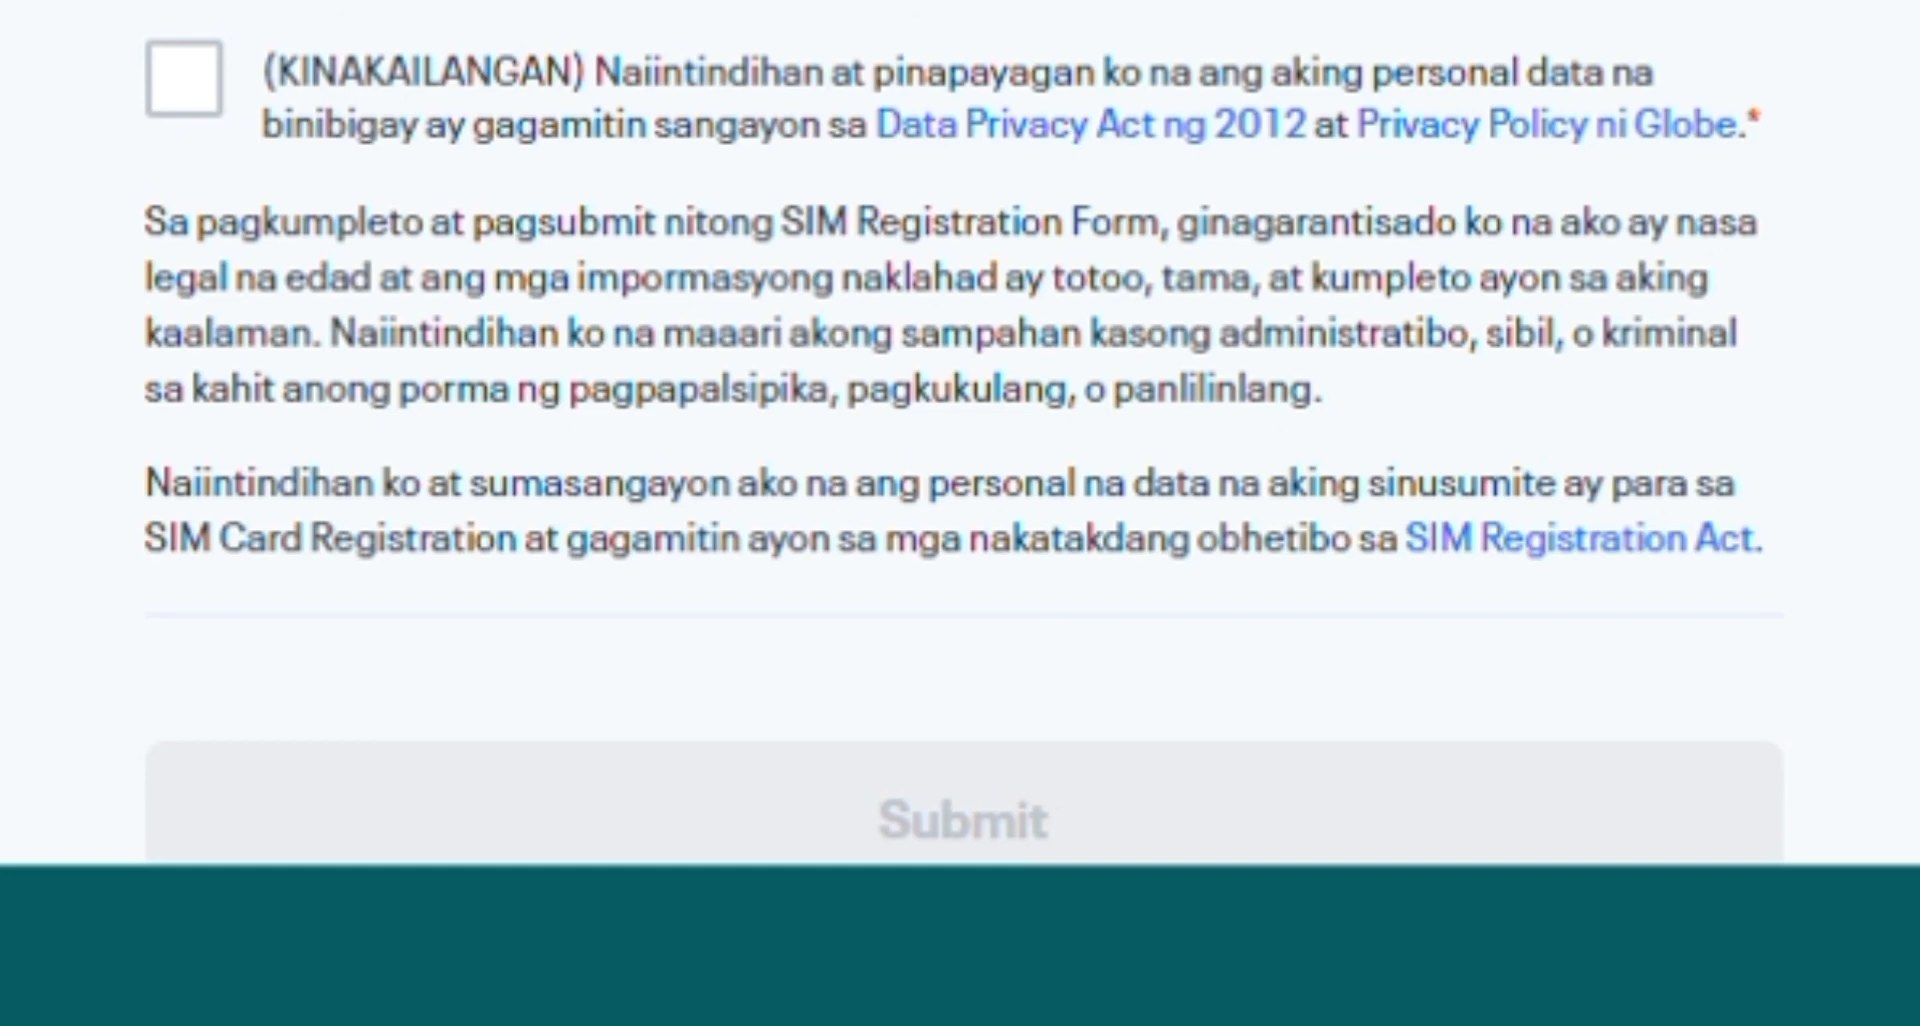 (KINAKAILANGAN) Naiintindihan at pinapayagan ko na ang aking personal data na
binibigay ay gagamitin sangayon sa Data Privacy Act ng 2012 at Privacy Policy ni Globe.*
Sa pagkumpleto at pagsubmit nitong SIM Registration Form, ginagarantisado ko na ako ay nasa
legal na edad at ang mga impormasyong naklahad ay totoo, tama, at kumpleto ayon sa aking
kaalaman. Naiintindihan ko na maaari akong sampahan kasong administratibo, sibil, o kriminal
sa kahit anong porma ng pagpapalsipika, pagkukulang, o panlilinlang.
Naiintindihan ko at sumasangayon ako na ang personal na data na aking sinusumite ay para sa
SIM Card Registration at gagamitin ayon sa mga nakatakdang obhetibo sa SIM Registration Act.
Submit